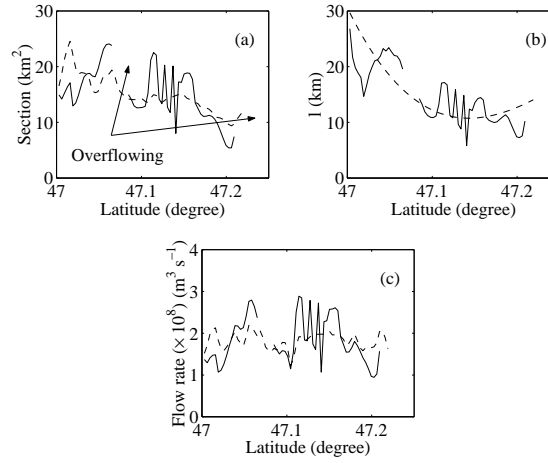 30
20
10
0
47
47.1
47.2
Section (km²)
Latitude (degree)
(a)
Overflowing
30
20
10
0
47
47.1
47.2
l (km)
Latitude (degree)
(b)
4
3
2
1
0
47
47.1
47.2
Flow rate (× 10⁸) (m³ s⁻¹)
Latitude (degree)
(c)